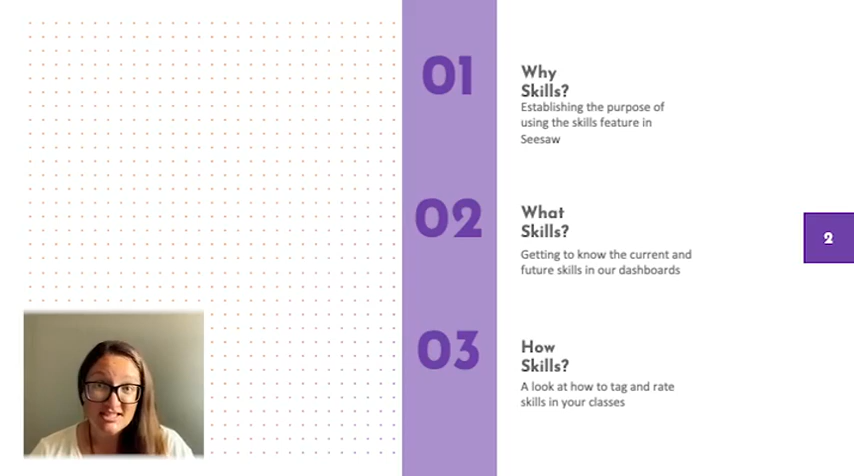 01
Why
Skills?
Establishing the purpose of
using the skills feature in
Seesaw
02
What
Skills?
Getting to know the current and
future skills in our dashboards
2
03
How
Skills?
A look at how to tag and rate
skills in your classes